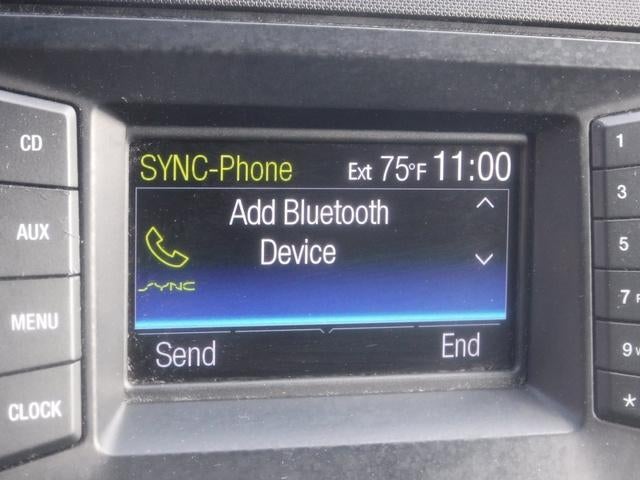 CD
AUX
MENU
CLOCK
SYNC-Phone Ext 75°F 11:00
Add Bluetooth
Device
SYNC
Send End
1
3
5
7
9
*